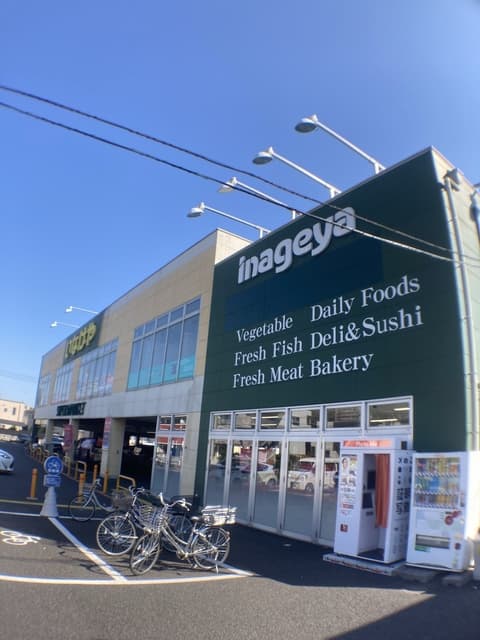 inageya
Vegetable Daily Foods
Fresh Fish Deli&Sushi
Fresh Meat Bakery
いなげや